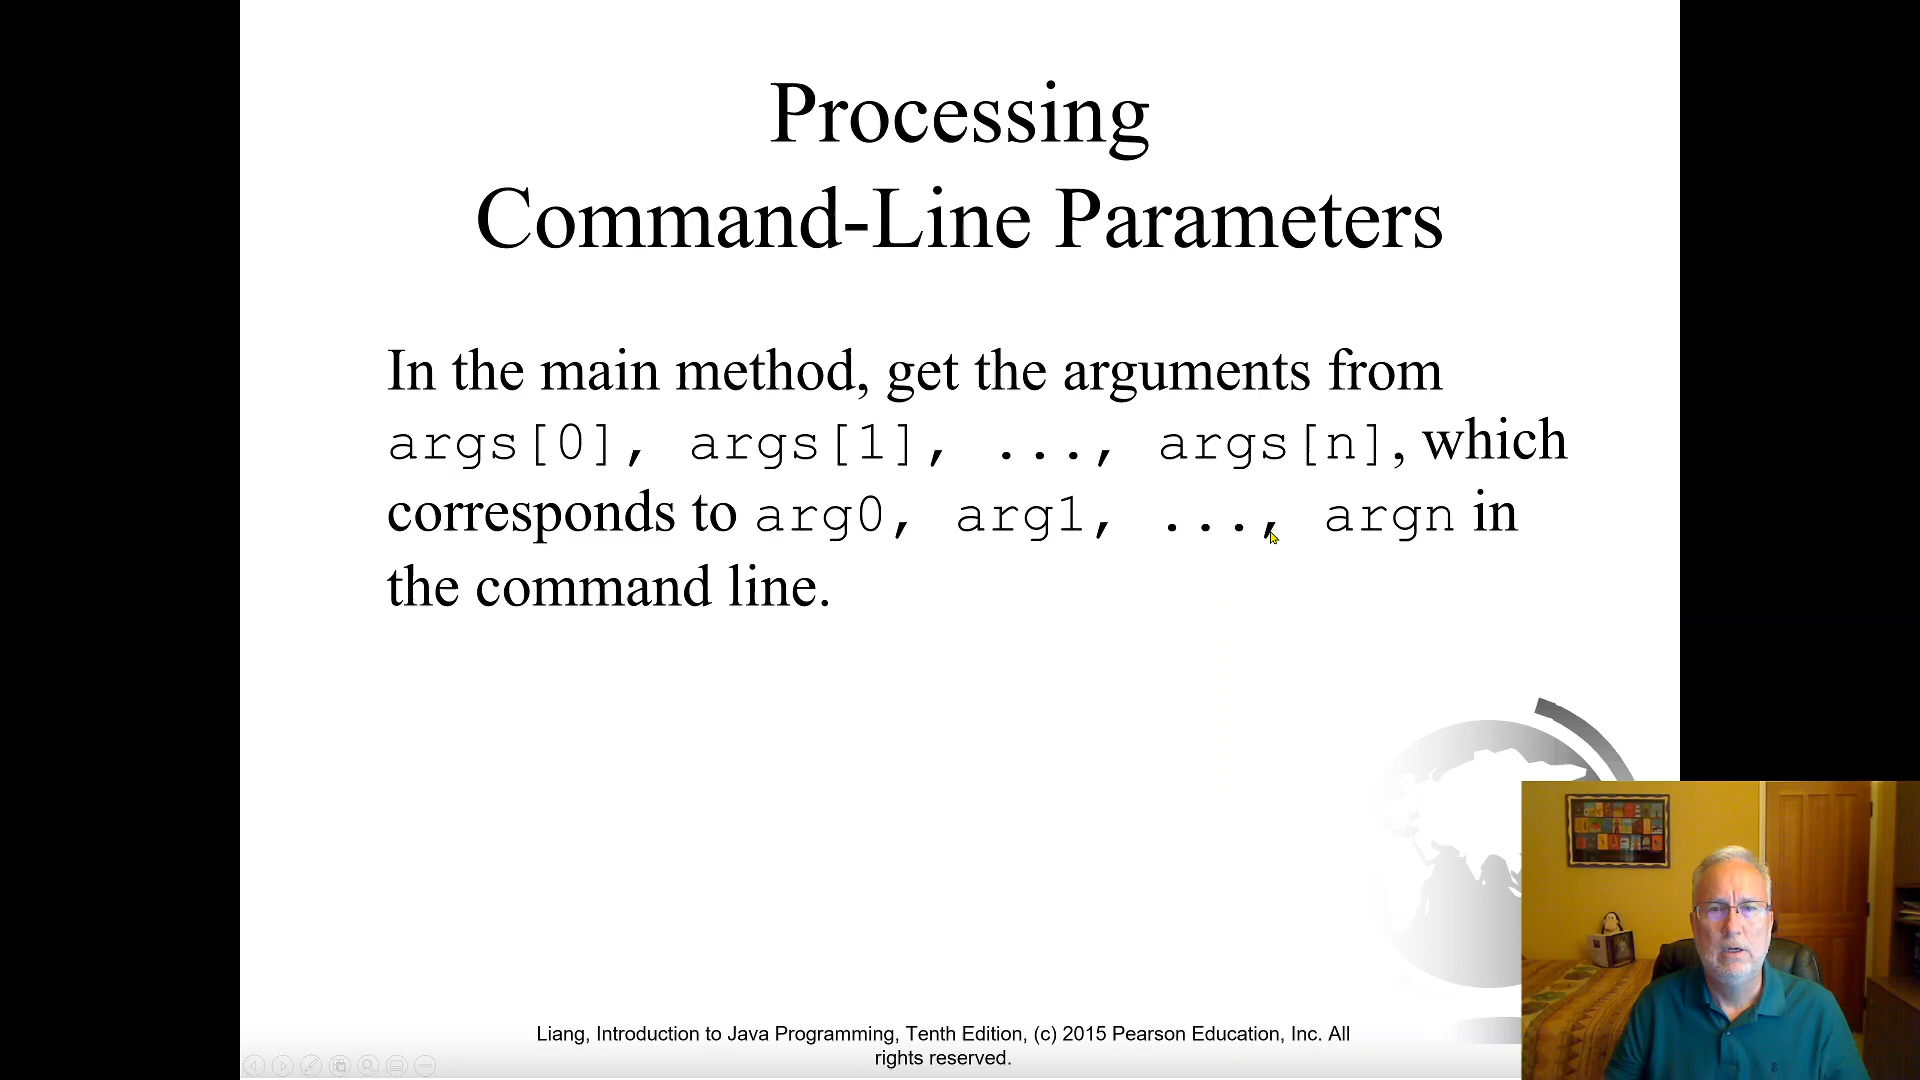 Processing
Command-Line Parameters
In the main method, get the arguments from
args[0], args[1], ..., args[n], which
corresponds to arg0, arg1, ..., argn in
the command line.
Liang, Introduction to Java Programming, Tenth Edition, (c) 2015 Pearson Education, Inc. All
rights reserved.